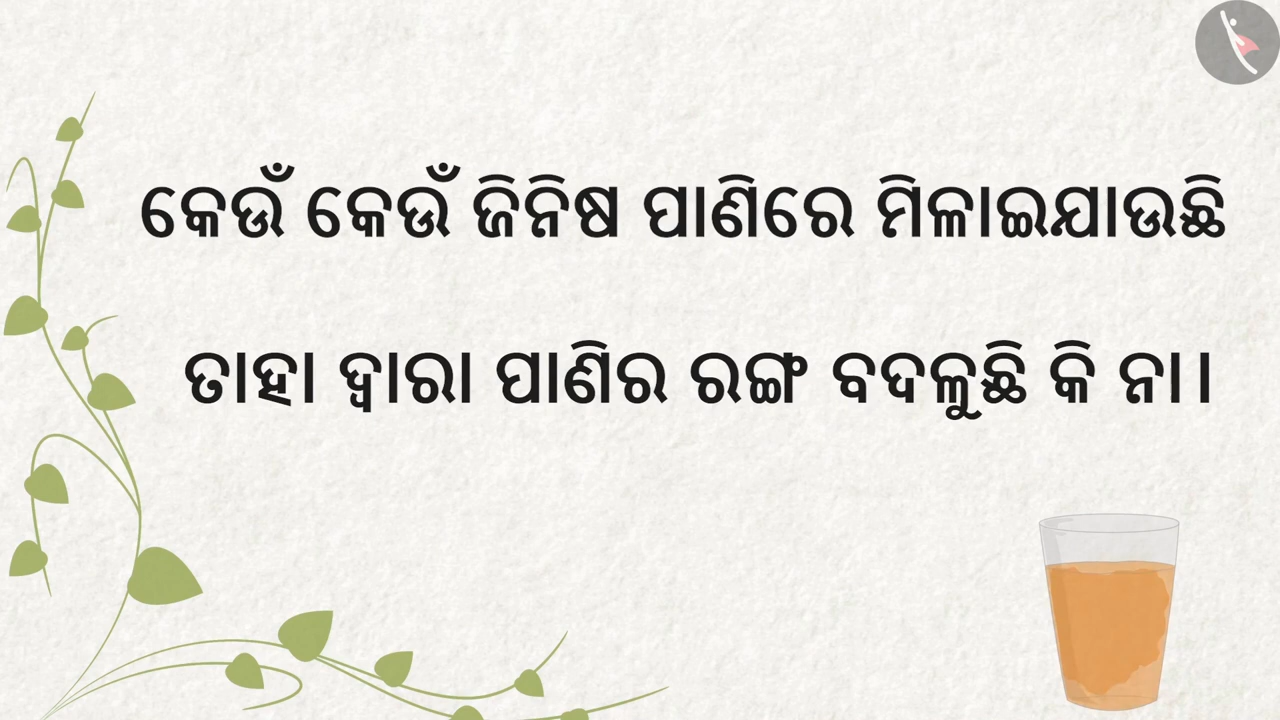 କେଉଁ କେଉଁ ଜିନିଷ ପାଣିରେ ମିଳାଇଯାଉଛି
ତାହା ଦ୍ୱାରା ପାଣିର ରଙ୍ଗ ବଦଳୁଛି କି ନା।